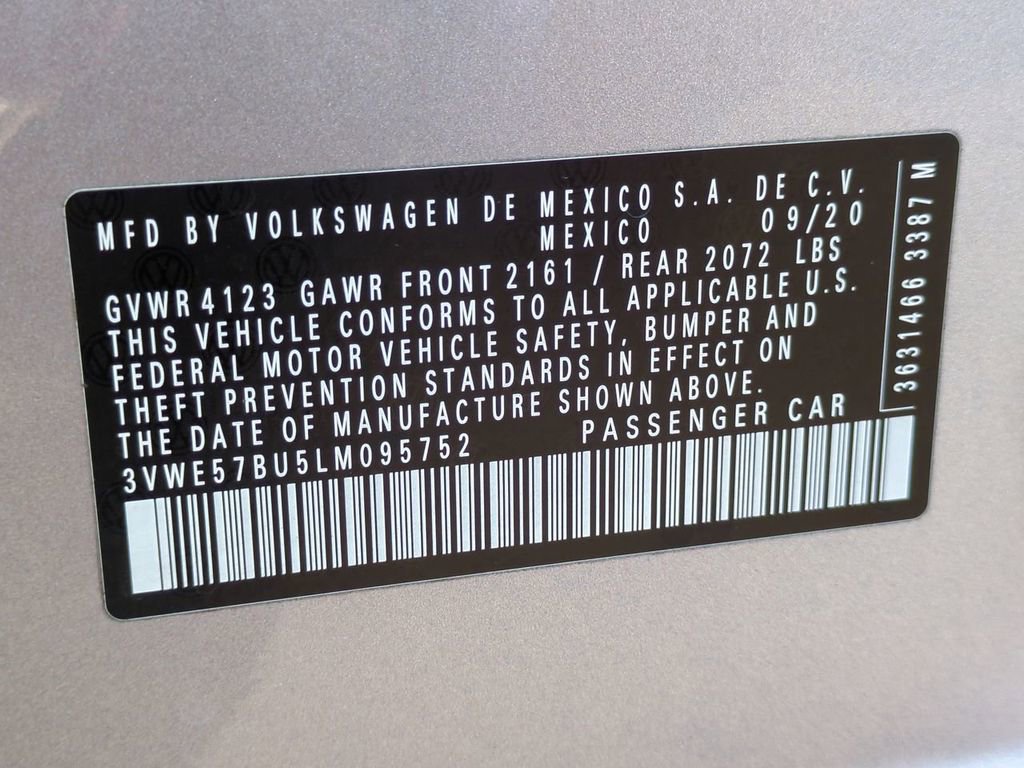 MFD BY VOLKSWAGEN DE MEXICO S.A. DE C.V.
MEXICO 09/20
GVWR 4123 GAWR FRONT 2161 / REAR 2072 LBS
THIS VEHICLE CONFORMS TO ALL APPLICABLE U.S.
FEDERAL MOTOR VEHICLE SAFETY, BUMPER AND
THEFT PREVENTION STANDARDS IN EFFECT ON
THE DATE OF MANUFACTURE SHOWN ABOVE.
3VWE57BU5LM095752 PASSENGER CAR
3631466 3387 M